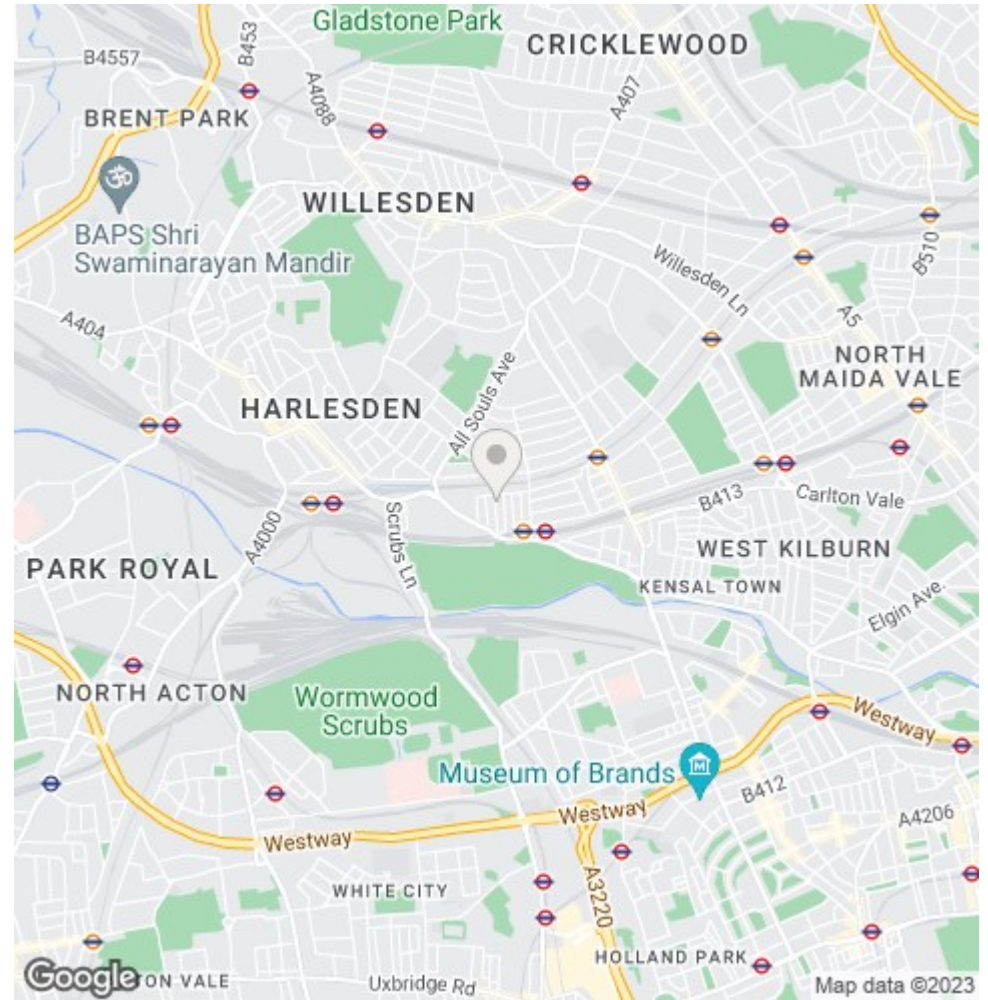 Gladstone Park
CRICKLEWOOD
B453
B4557
A4088
A407
BRENT PARK
WILLESDEN
BAPS Shri
Swaminarayan Mandir
B510
Willesden Ln
A404
A5
NORTH
MAIDA VALE
All Souls Ave
HARLESDEN
B413
Carlton Vale
Scrubs Ln
A4000
WEST KILBURN
PARK ROYAL
KENSAL TOWN
Elgin Ave.
NORTH ACTON
Wormwood
Scrubs
Westway
Museum of Brands
B412
Westway
A4206
Westway
A3220
WHITE CITY
HOLLAND PARK
Google
TON VALE
Uxbridge Rd
Map data ©2023